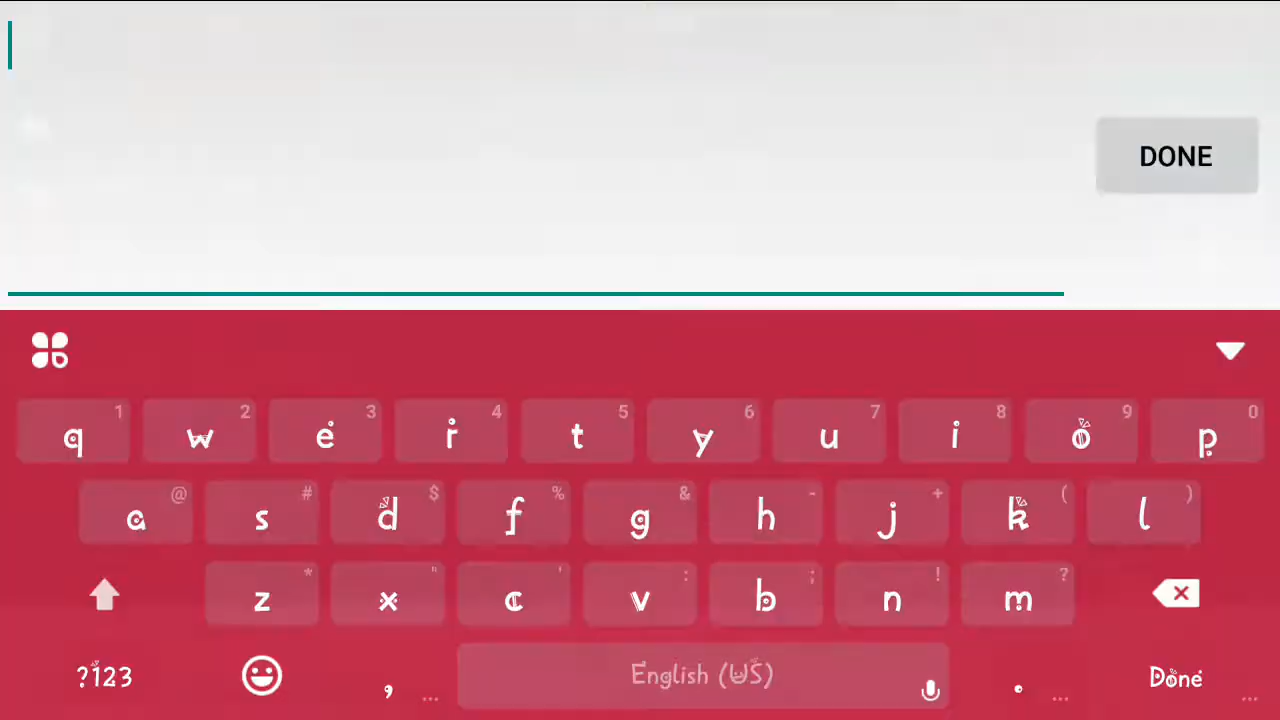 DONE
1 2 3 4 5 6 7 8 9 0
q w e r t y u i o p
@ # $ % & - + ( )
a s d f g h j k l
* " ' : ; ! ?
z x c v b n m
?123 , ... English (US) . ... Done ...